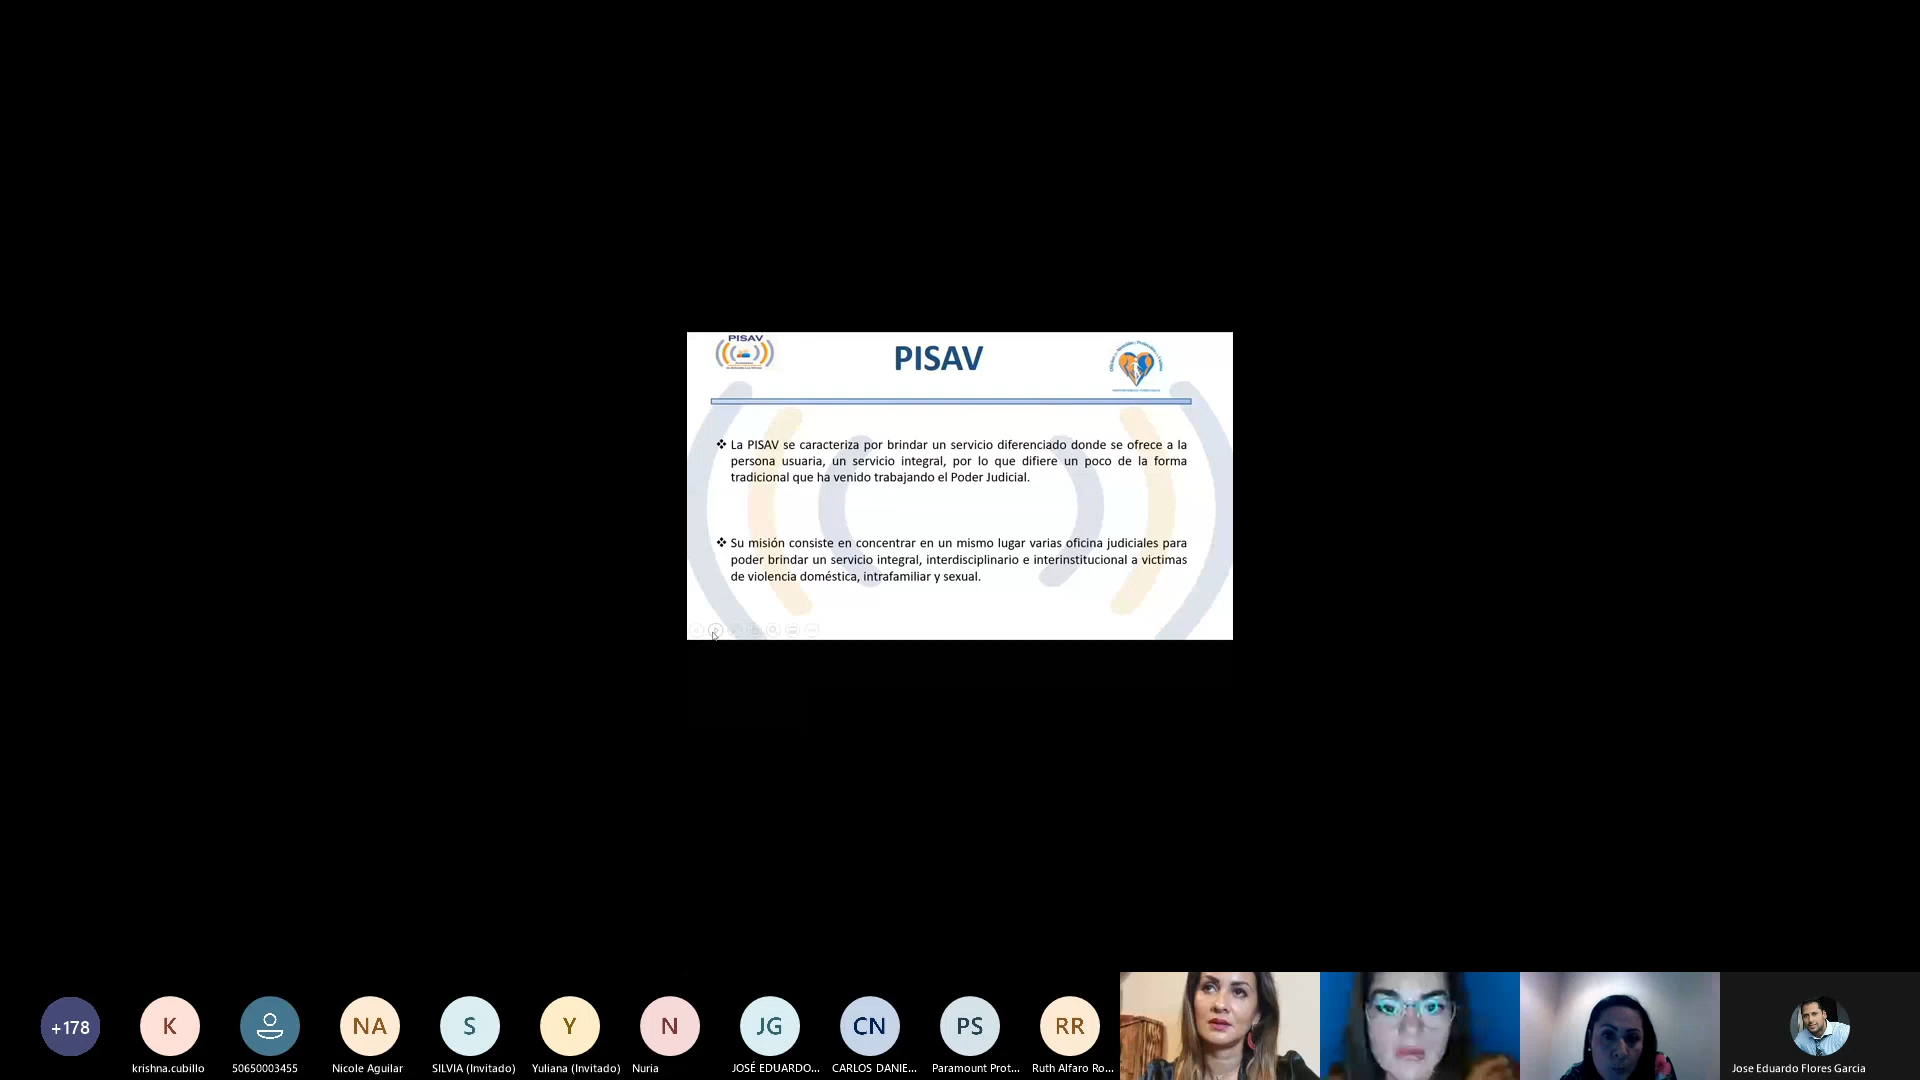 PISAV
PISAV
❖ La PISAV se caracteriza por brindar un servicio diferenciado donde se ofrece a la
persona usuaria, un servicio integral, por lo que difiere un poco de la forma
tradicional que ha venido trabajando el Poder Judicial.
❖ Su misión consiste en concentrar en un mismo lugar varias oficina judiciales para
poder brindar un servicio integral, interdisciplinario e interinstitucional a victimas
de violencia doméstica, intrafamiliar y sexual.
+178
K
NA
S
Y
N
JG
CN
PS
RR
krishna.cubillo
50650003455
Nicole Aguilar
SILVIA (Invitado)
Yuliana (Invitado)
Nuria
JOSÉ EDUARDO...
CARLOS DANIE...
Paramount Prot...
Ruth Alfaro Ro...
Jose Eduardo Flores Garcia